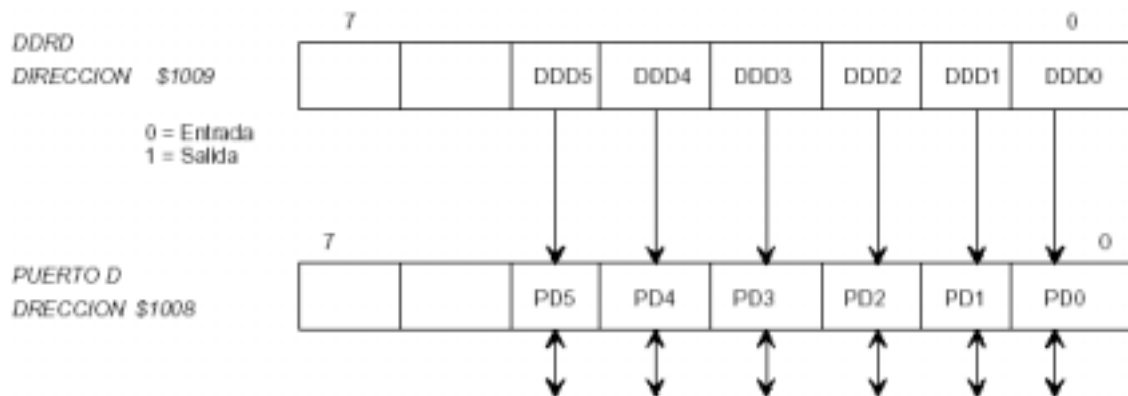 7 0
DDRD
DIRECCION $1009
DDD5 DDD4 DDD3 DDD2 DDD1 DDD0
0 = Entrada
1 = Salida
7 0
PUERTO D
DRECCION $1008
PD5 PD4 PD3 PD2 PD1 PD0